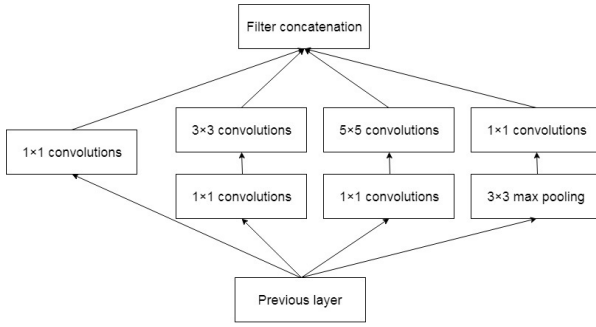 Filter concatenation
3×3 convolutions
5×5 convolutions
1×1 convolutions
1×1 convolutions
1×1 convolutions
1×1 convolutions
3×3 max pooling
Previous layer